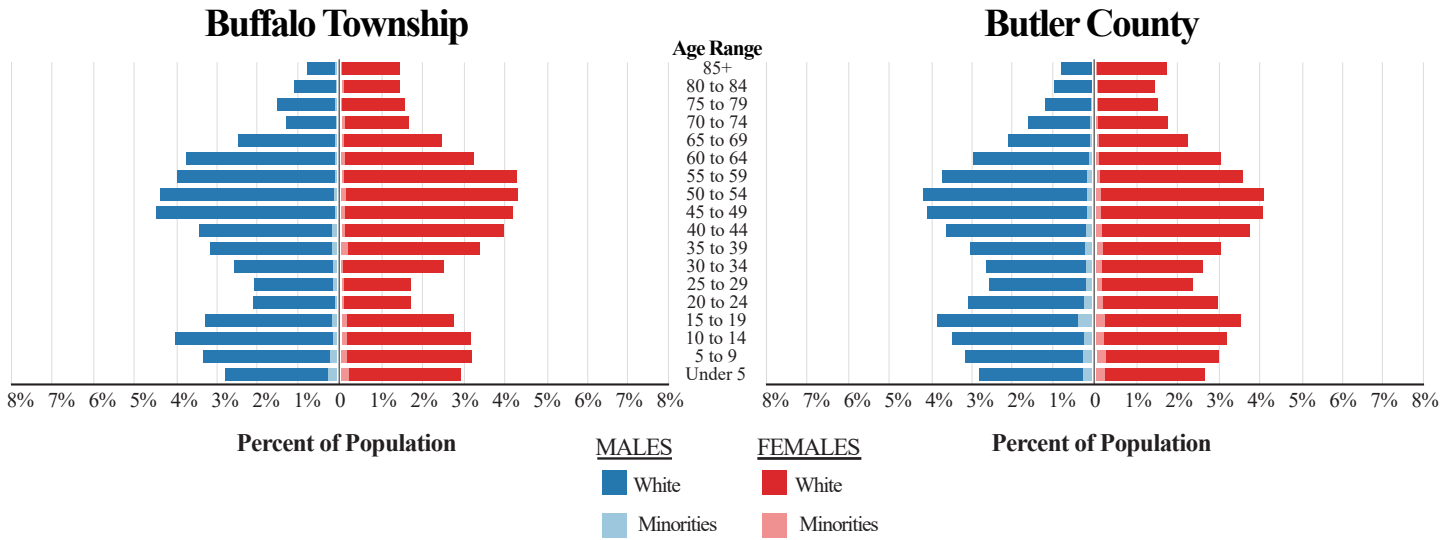 Buffalo Township
Butler County
Age Range
85+
80 to 84
75 to 79
70 to 74
65 to 69
60 to 64
55 to 59
50 to 54
45 to 49
40 to 44
35 to 39
30 to 34
25 to 29
20 to 24
15 to 19
10 to 14
5 to 9
Under 5
8% 7% 6% 5% 4% 3% 2% 1% 0 1% 2% 3% 4% 5% 6% 7% 8%
8% 7% 6% 5% 4% 3% 2% 1% 0 1% 2% 3% 4% 5% 6% 7% 8%
Percent of Population
Percent of Population
MALES
White
Minorities
FEMALES
White
Minorities